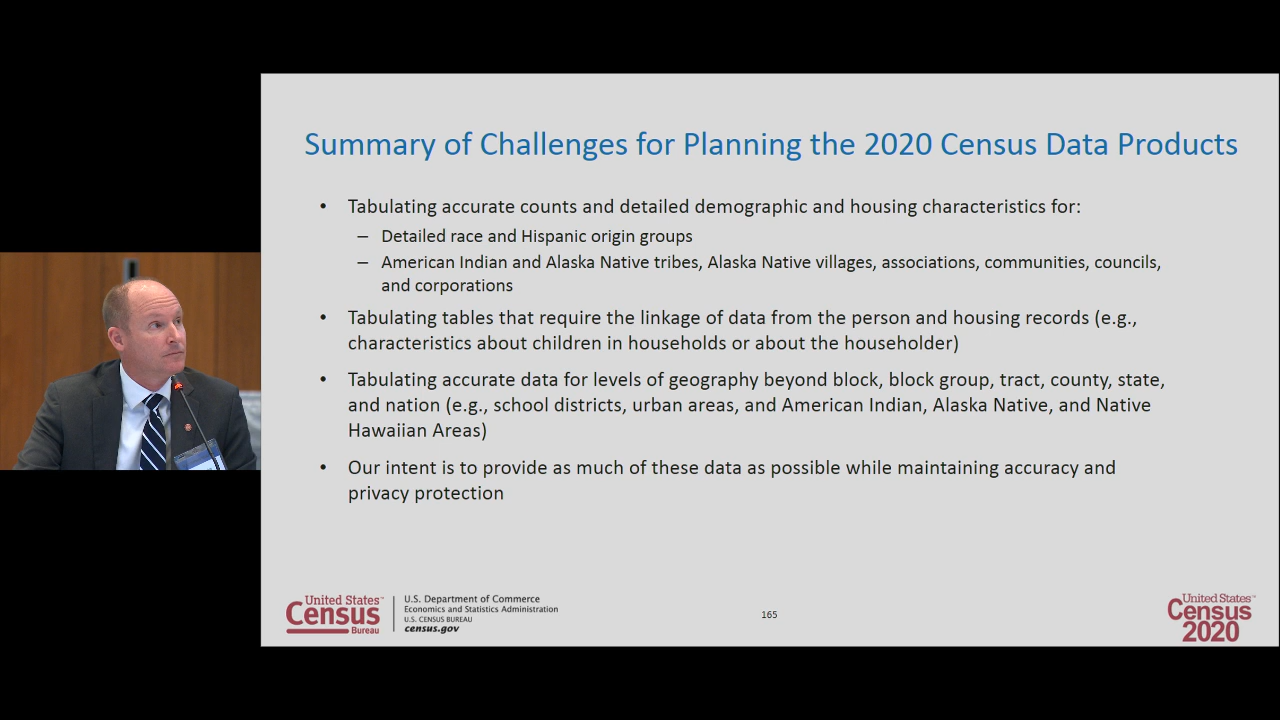 Summary of Challenges for Planning the 2020 Census Data Products
• Tabulating accurate counts and detailed demographic and housing characteristics for:
– Detailed race and Hispanic origin groups
– American Indian and Alaska Native tribes, Alaska Native villages, associations, communities, councils,
and corporations
• Tabulating tables that require the linkage of data from the person and housing records (e.g.,
characteristics about children in households or about the householder)
• Tabulating accurate data for levels of geography beyond block, block group, tract, county, state,
and nation (e.g., school districts, urban areas, and American Indian, Alaska Native, and Native
Hawaiian Areas)
• Our intent is to provide as much of these data as possible while maintaining accuracy and
privacy protection
United States™
Census
Bureau
U.S. Department of Commerce
Economics and Statistics Administration
U.S. CENSUS BUREAU
census.gov
165
United States™
Census
2020